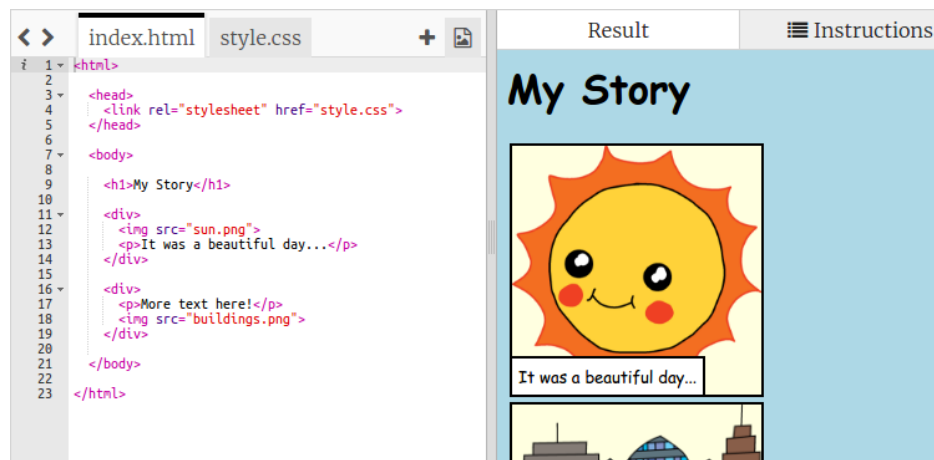 index.html style.css
Result Instructions
i 1 <html>
2
3 <head>
4 <link rel="stylesheet" href="style.css">
5 </head>
6
7 <body>
8
9 <h1>My Story</h1>
10
11 <div>
12 <img src="sun.png">
13 <p>It was a beautiful day...</p>
14 </div>
15
16 <div>
17 <p>More text here!</p>
18 <img src="buildings.png">
19 </div>
20
21 </body>
22
23 </html>
My Story
It was a beautiful day...